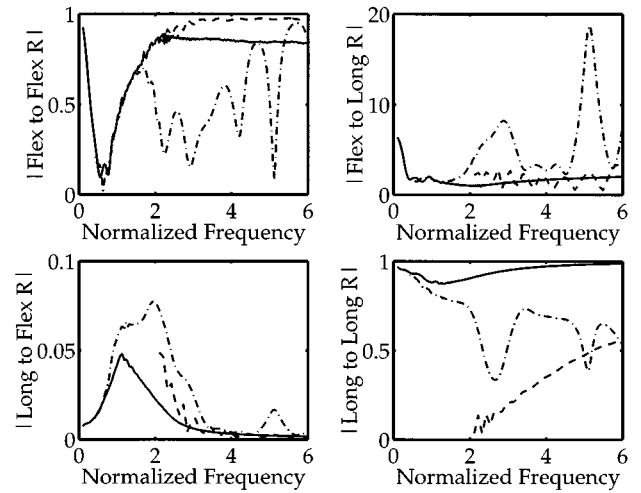 | Flex to Flex R |
1
0.5
0
0 2 4 6
Normalized Frequency
| Flex to Long R |
20
10
0
0 2 4 6
Normalized Frequency
| Long to Flex R |
0.1
0.05
0
0 2 4 6
Normalized Frequency
| Long to Long R |
1
0.5
0
0 2 4 6
Normalized Frequency